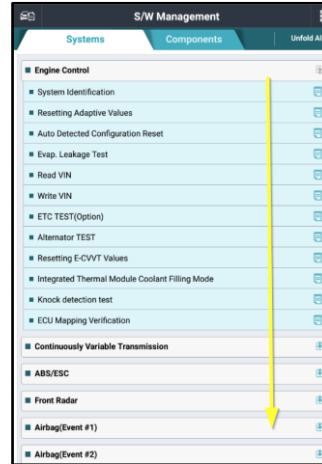 S/W Management
Systems
Components
Unfold Al
Engine Control
System Identification
Resetting Adaptive Values
Auto Detected Configuration Reset
Evap. Leakage Test
Read VIN
Write VIN
ETC TEST(Option)
Alternator TEST
Resetting E-CVVT Values
Integrated Thermal Module Coolant Filling Mode
Knock detection test
ECU Mapping Verification
Continuously Variable Transmission
ABS/ESC
Front Radar
Airbag(Event #1)
Airbag(Event #2)